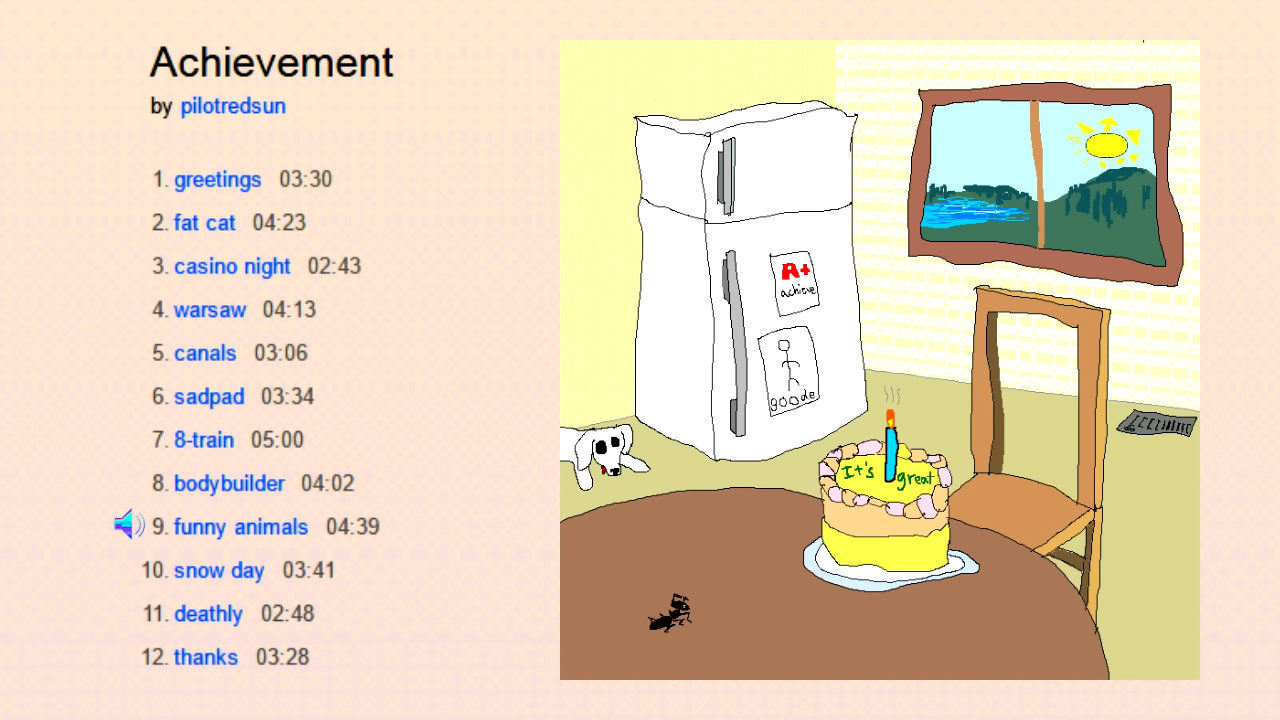 Achievement
by pilotredsun
1. greetings 03:30
2. fat cat 04:23
3. casino night 02:43
4. warsaw 04:13
5. canals 03:06
6. sadpad 03:34
7. 8-train 05:00
8. bodybuilder 04:02
9. funny animals 04:39
10. snow day 03:41
11. deathly 02:48
12. thanks 03:28
A+
achieve
goode
It's great